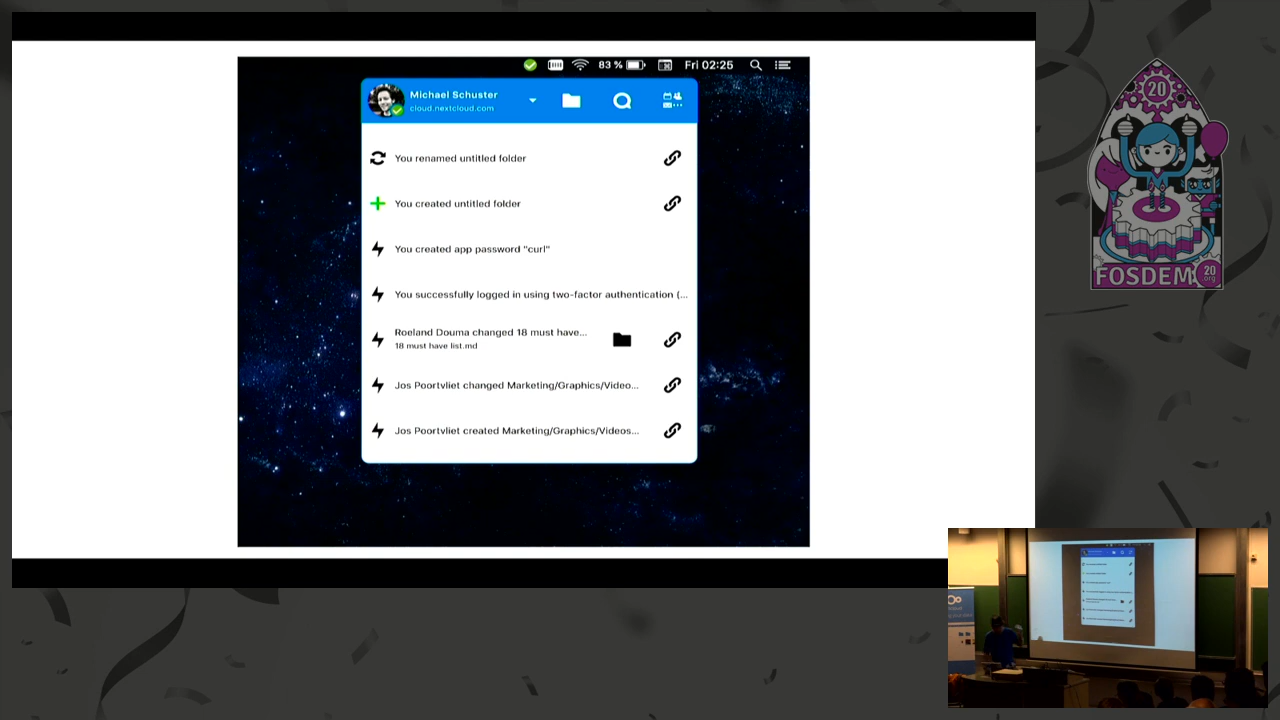 83 %
Fri 02:25
Michael Schuster
cloud.nextcloud.com
You renamed untitled folder
You created untitled folder
You created app password "curl"
You successfully logged in using two-factor authentication (...
Roeland Douma changed 18 must have...
18 must have list.md
Jos Poortvliet changed Marketing/Graphics/Video...
Jos Poortvliet created Marketing/Graphics/Videos...
20
FOSDEM
20
.org